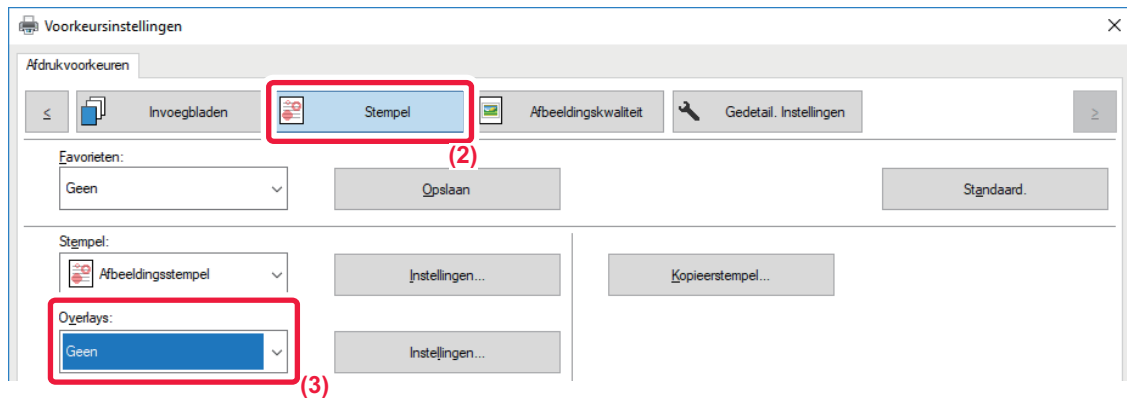 Voorkeursinstellingen
Afdrukvoorkeuren
< Invoegbladen Stempel Afbeeldingskwaliteit Gedetail. Instellingen >
(2)
Favorieten:
Geen Opslaan Standaard.
Stempel:
Afbeeldingsstempel Instellingen... Kopieerstempel...
Overlays:
Geen Instellingen...
(3)